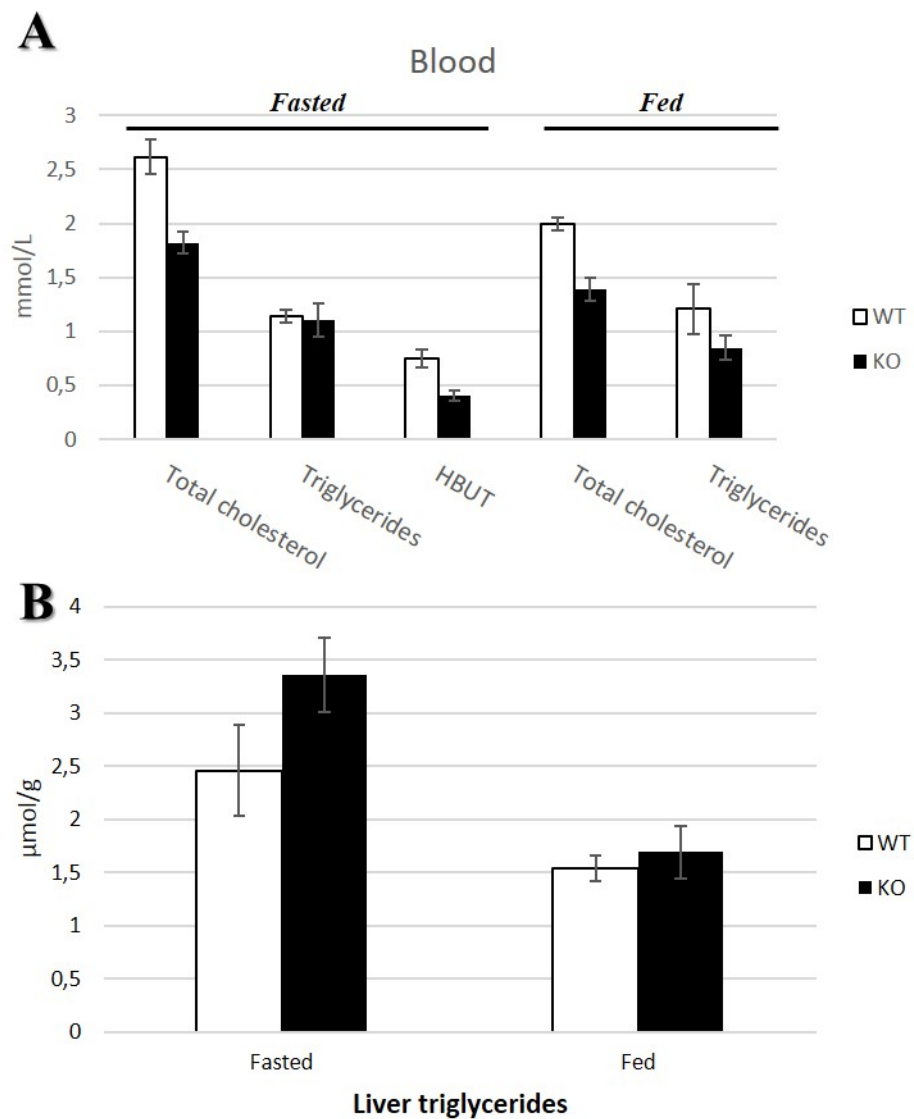 A
Blood
Fasted
Fed
3
2,5
2
1,5
1
0,5
0
mmol/L
Total cholesterol
Triglycerides
HBUT
Total cholesterol
Triglycerides
WT
KO
B
4
3,5
3
2,5
2
1,5
1
0,5
0
µmol/g
Fasted
Fed
Liver triglycerides
WT
KO